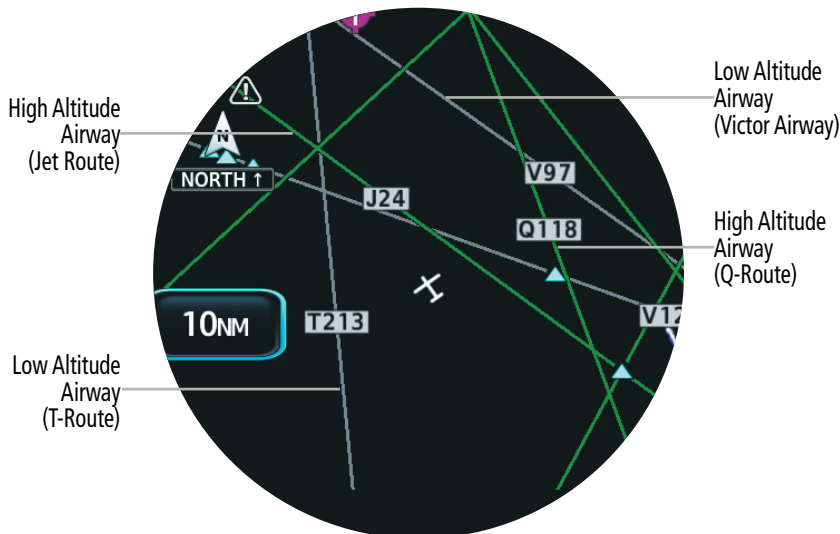 High Altitude
Airway
(Jet Route)
Low Altitude
Airway
(Victor Airway)
N
NORTH ↑
V97
J24
Q118
High Altitude
Airway
(Q-Route)
10NM
T213
V12
Low Altitude
Airway
(T-Route)